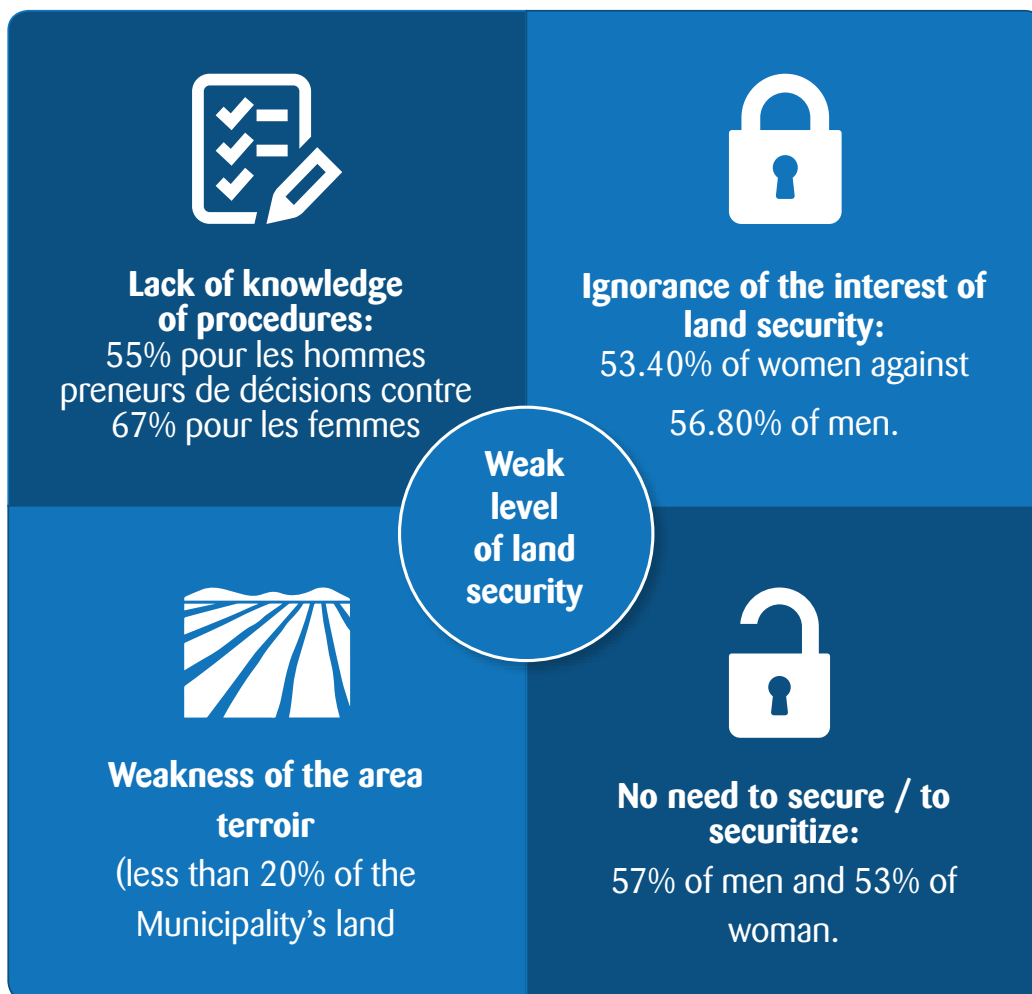 Lack of knowledge
of procedures:
55% pour les hommes
preneurs de décisions contre
67% pour les femmes
Ignorance of the interest of
land security:
53.40% of women against
56.80% of men.
Weak
level
of land
security
Weakness of the area
terroir
(less than 20% of the
Municipality's land
No need to secure / to
securitize:
57% of men and 53% of
woman.